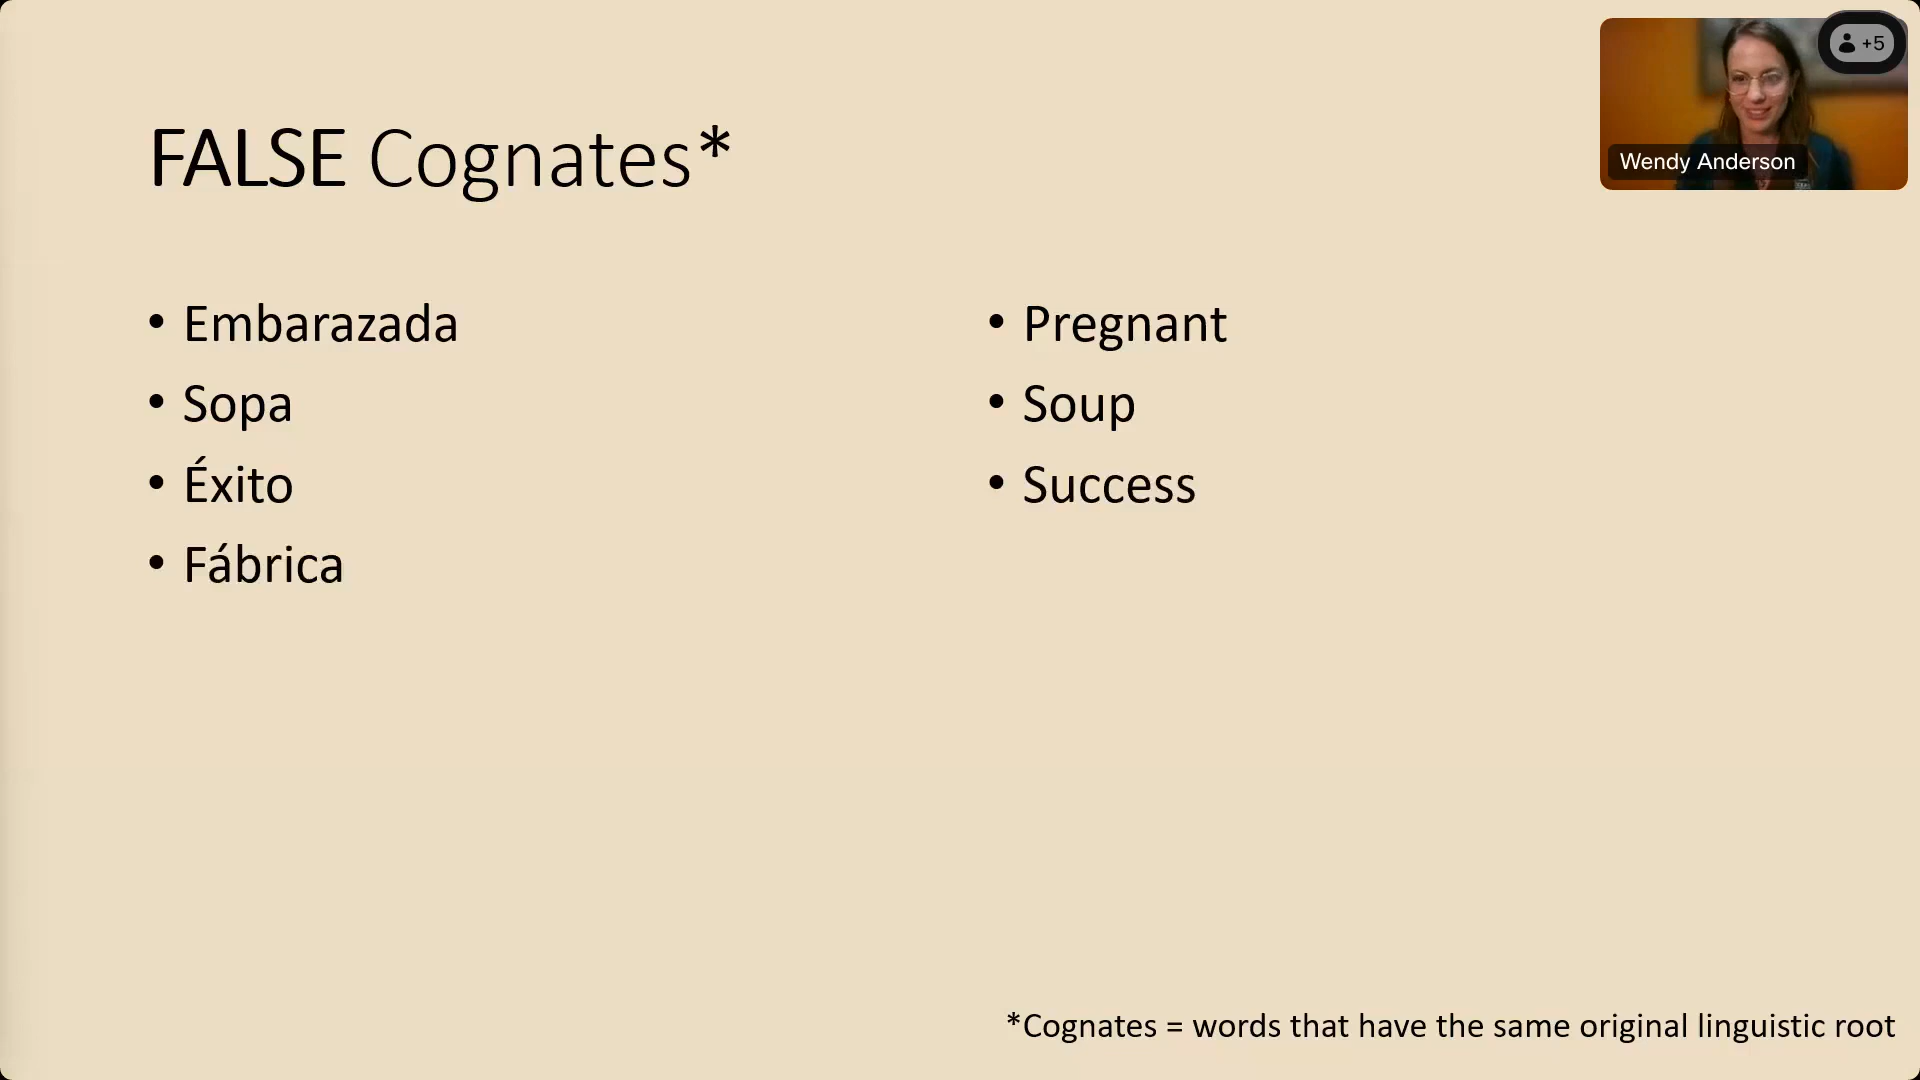 FALSE Cognates*
• Embarazada
• Sopa
• Éxito
• Fábrica
• Pregnant
• Soup
• Success
*Cognates = words that have the same original linguistic root
+5
Wendy Anderson